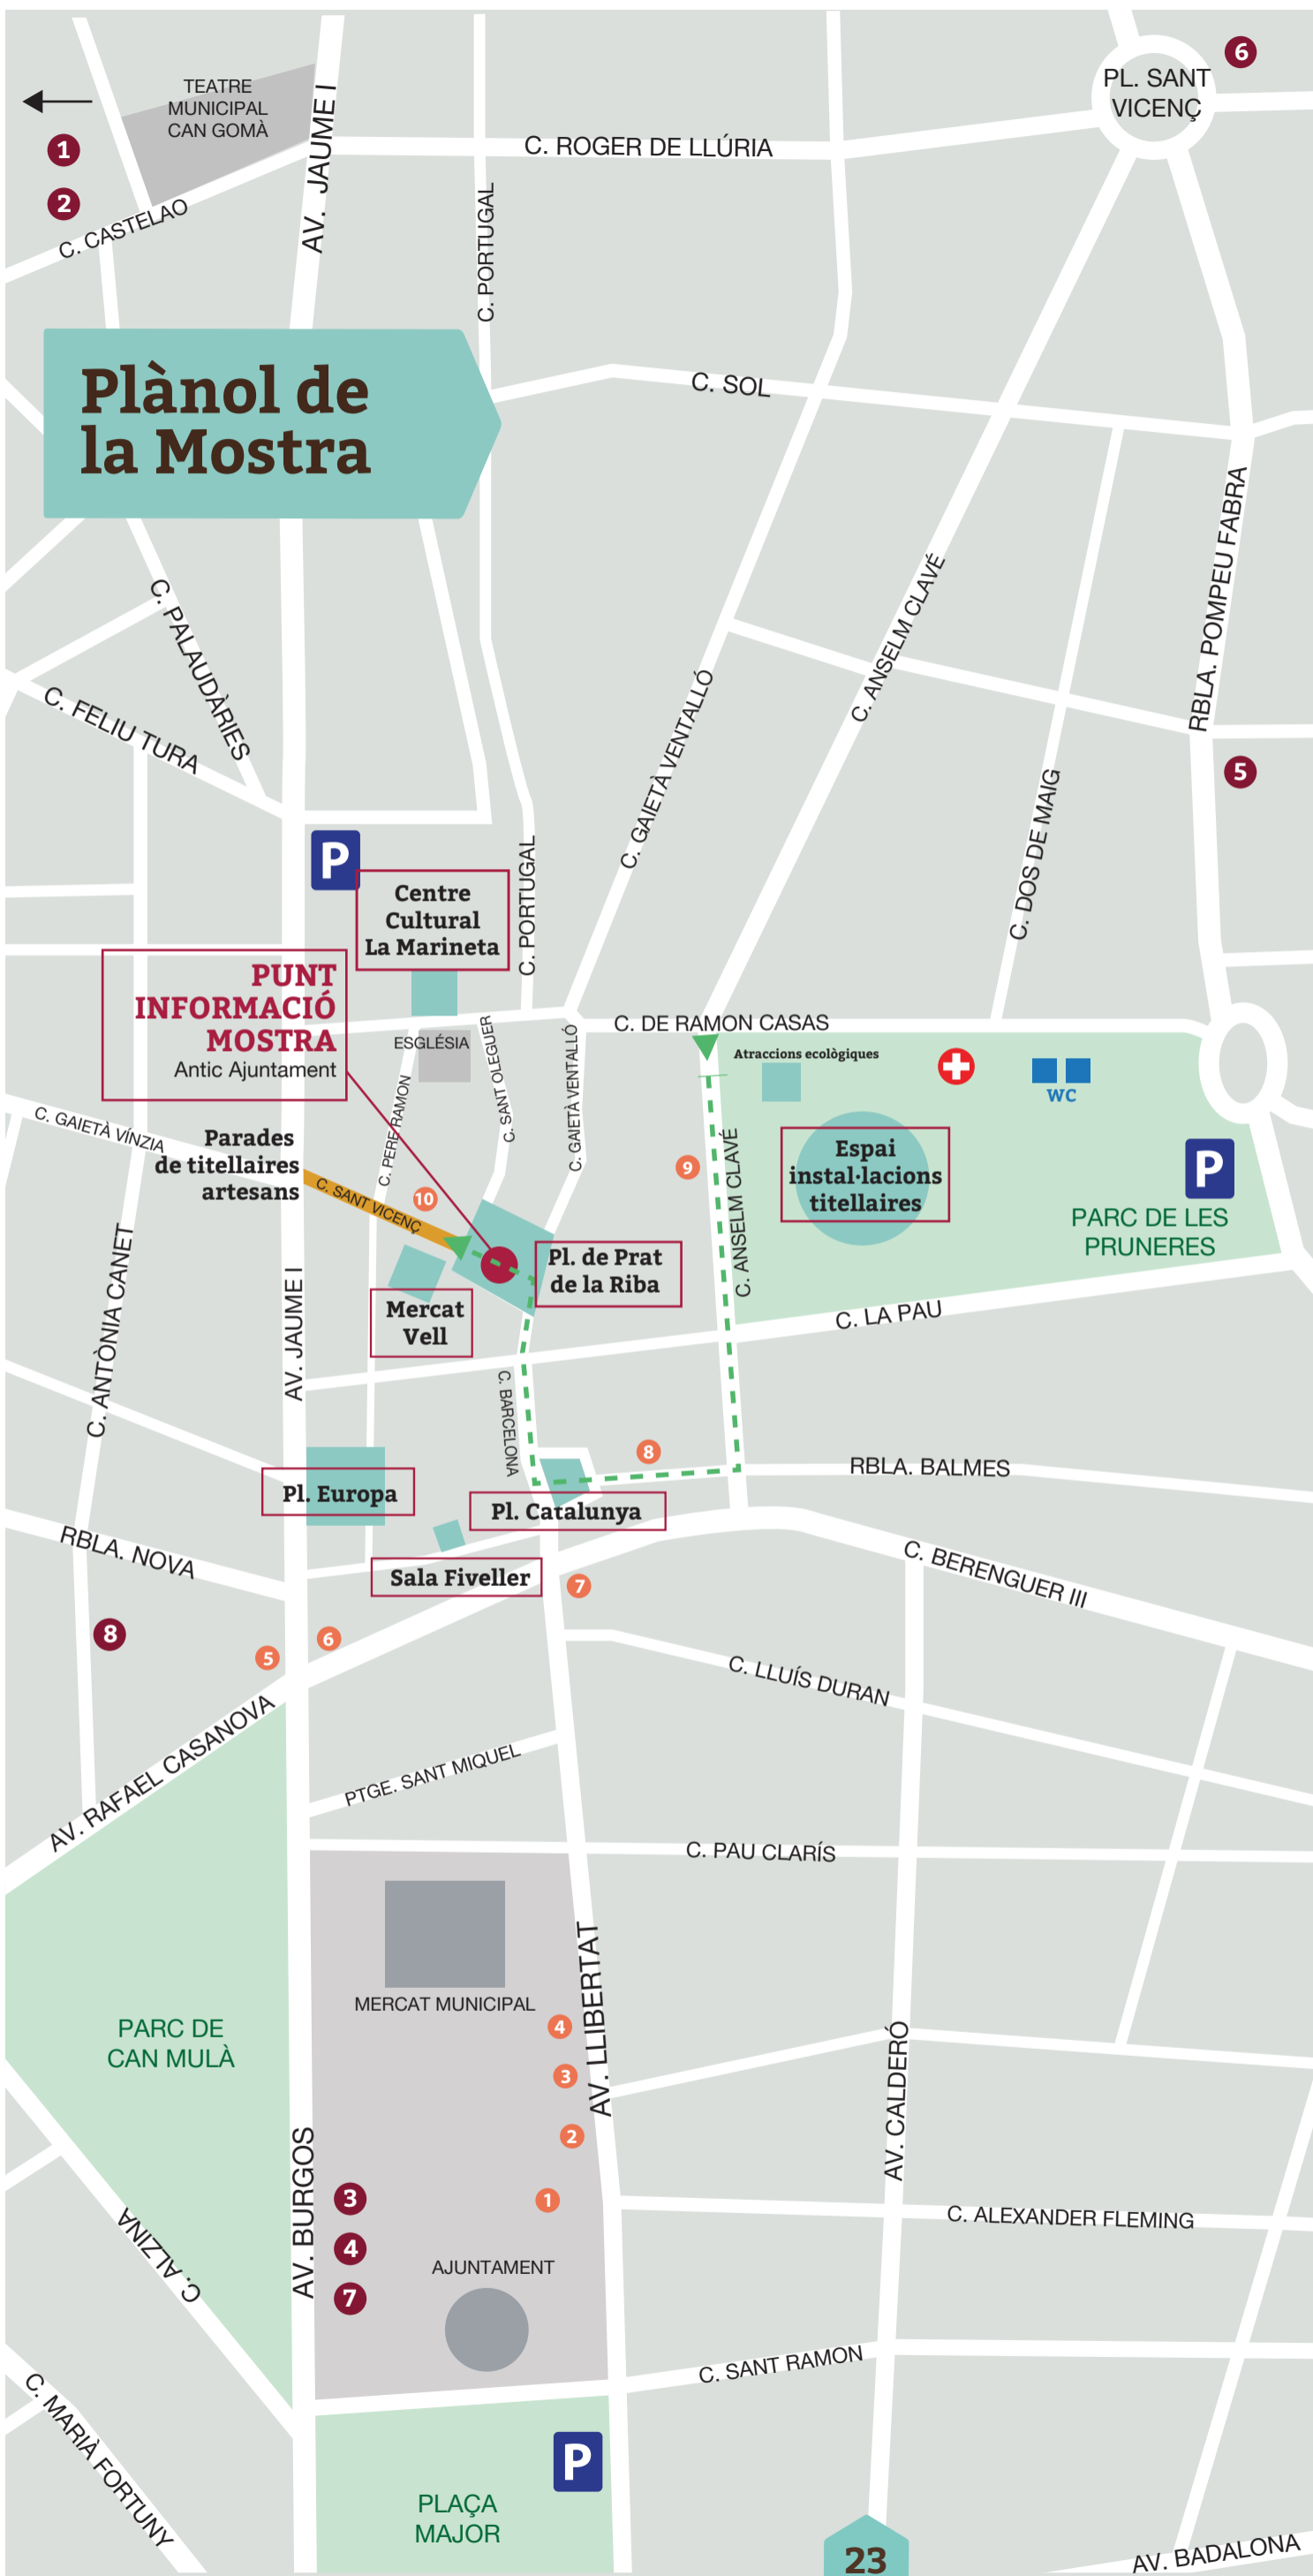 6
PL. SANT
VICENÇ
TEATRE
MUNICIPAL
CAN GOMÀ
1
2
C. CASTELAO
AV. JAUME I
C. ROGER DE LLÚRIA
C. PORTUGAL
Plànol de
la Mostra
C. SOL
C. ANSELM CLAVÉ
RBLA. POMPEU FABRA
C. PALAUDÀRIES
C. FELIU TURA
C. GAIETÀ VENTALLÓ
5
C. DOS DE MAIG
P
Centre
Cultural
La Marineta
C. PORTUGAL
PUNT
INFORMACIÓ
MOSTRA
Antic Ajuntament
C. DE RAMON CASAS
ESGLÉSIA
C. SANT OLEGUER
C. GAIETÀ VENTALLÓ
C. PERE RAMON
Atraccions ecològiques
WC
C. GAIETÀ VÍNZIA
Parades
de titellaires
artesans
C. SANT VICENÇ
10
9
C. ANSELM CLAVÉ
Espai
instal·lacions
titellaires
P
PARC DE LES
PRUNERES
Pl. de Prat
de la Riba
Mercat
Vell
C. LA PAU
C. ANTÒNIA CANET
AV. JAUME I
C. BARCELONA
8
RBLA. BALMES
Pl. Europa
Pl. Catalunya
RBLA. NOVA
Sala Fiveller
7
C. BERENGUER III
8
5
6
C. LLUÍS DURAN
AV. RAFAEL CASANOVA
PTGE. SANT MIQUEL
C. PAU CLARÍS
MERCAT MUNICIPAL
4
3
2
1
AV. LLIBERTAT
PARC DE
CAN MULÀ
AV. CALDERÓ
AV. BURGOS
3
4
7
C. ALEXANDER FLEMING
C. ALZINA
AJUNTAMENT
C. SANT RAMON
C. MARIÀ FORTUNY
P
PLAÇA
MAJOR
23
AV. BADALONA